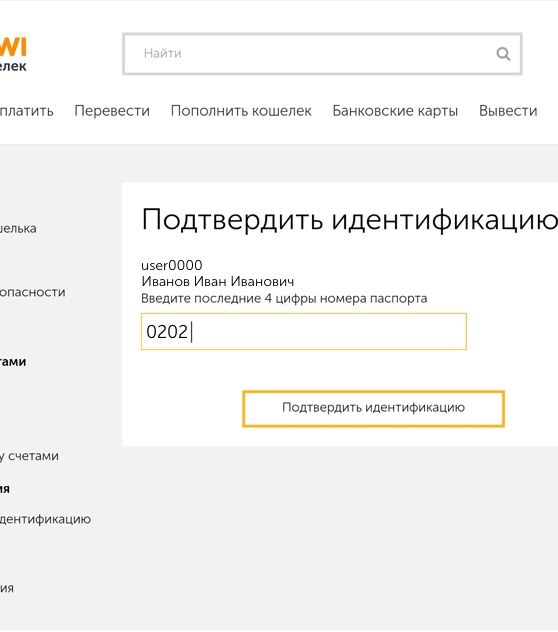 WI
елек
Найти
платить Перевести Пополнить кошелек Банковские карты Вывести
Подтвердить идентификацию
шелька
user0000
Иванов Иван Иванович
опасности
Введите последние 4 цифры номера паспорта
0202
тами
Подтвердить идентификацию
у счетами
ия
дентификацию
ия